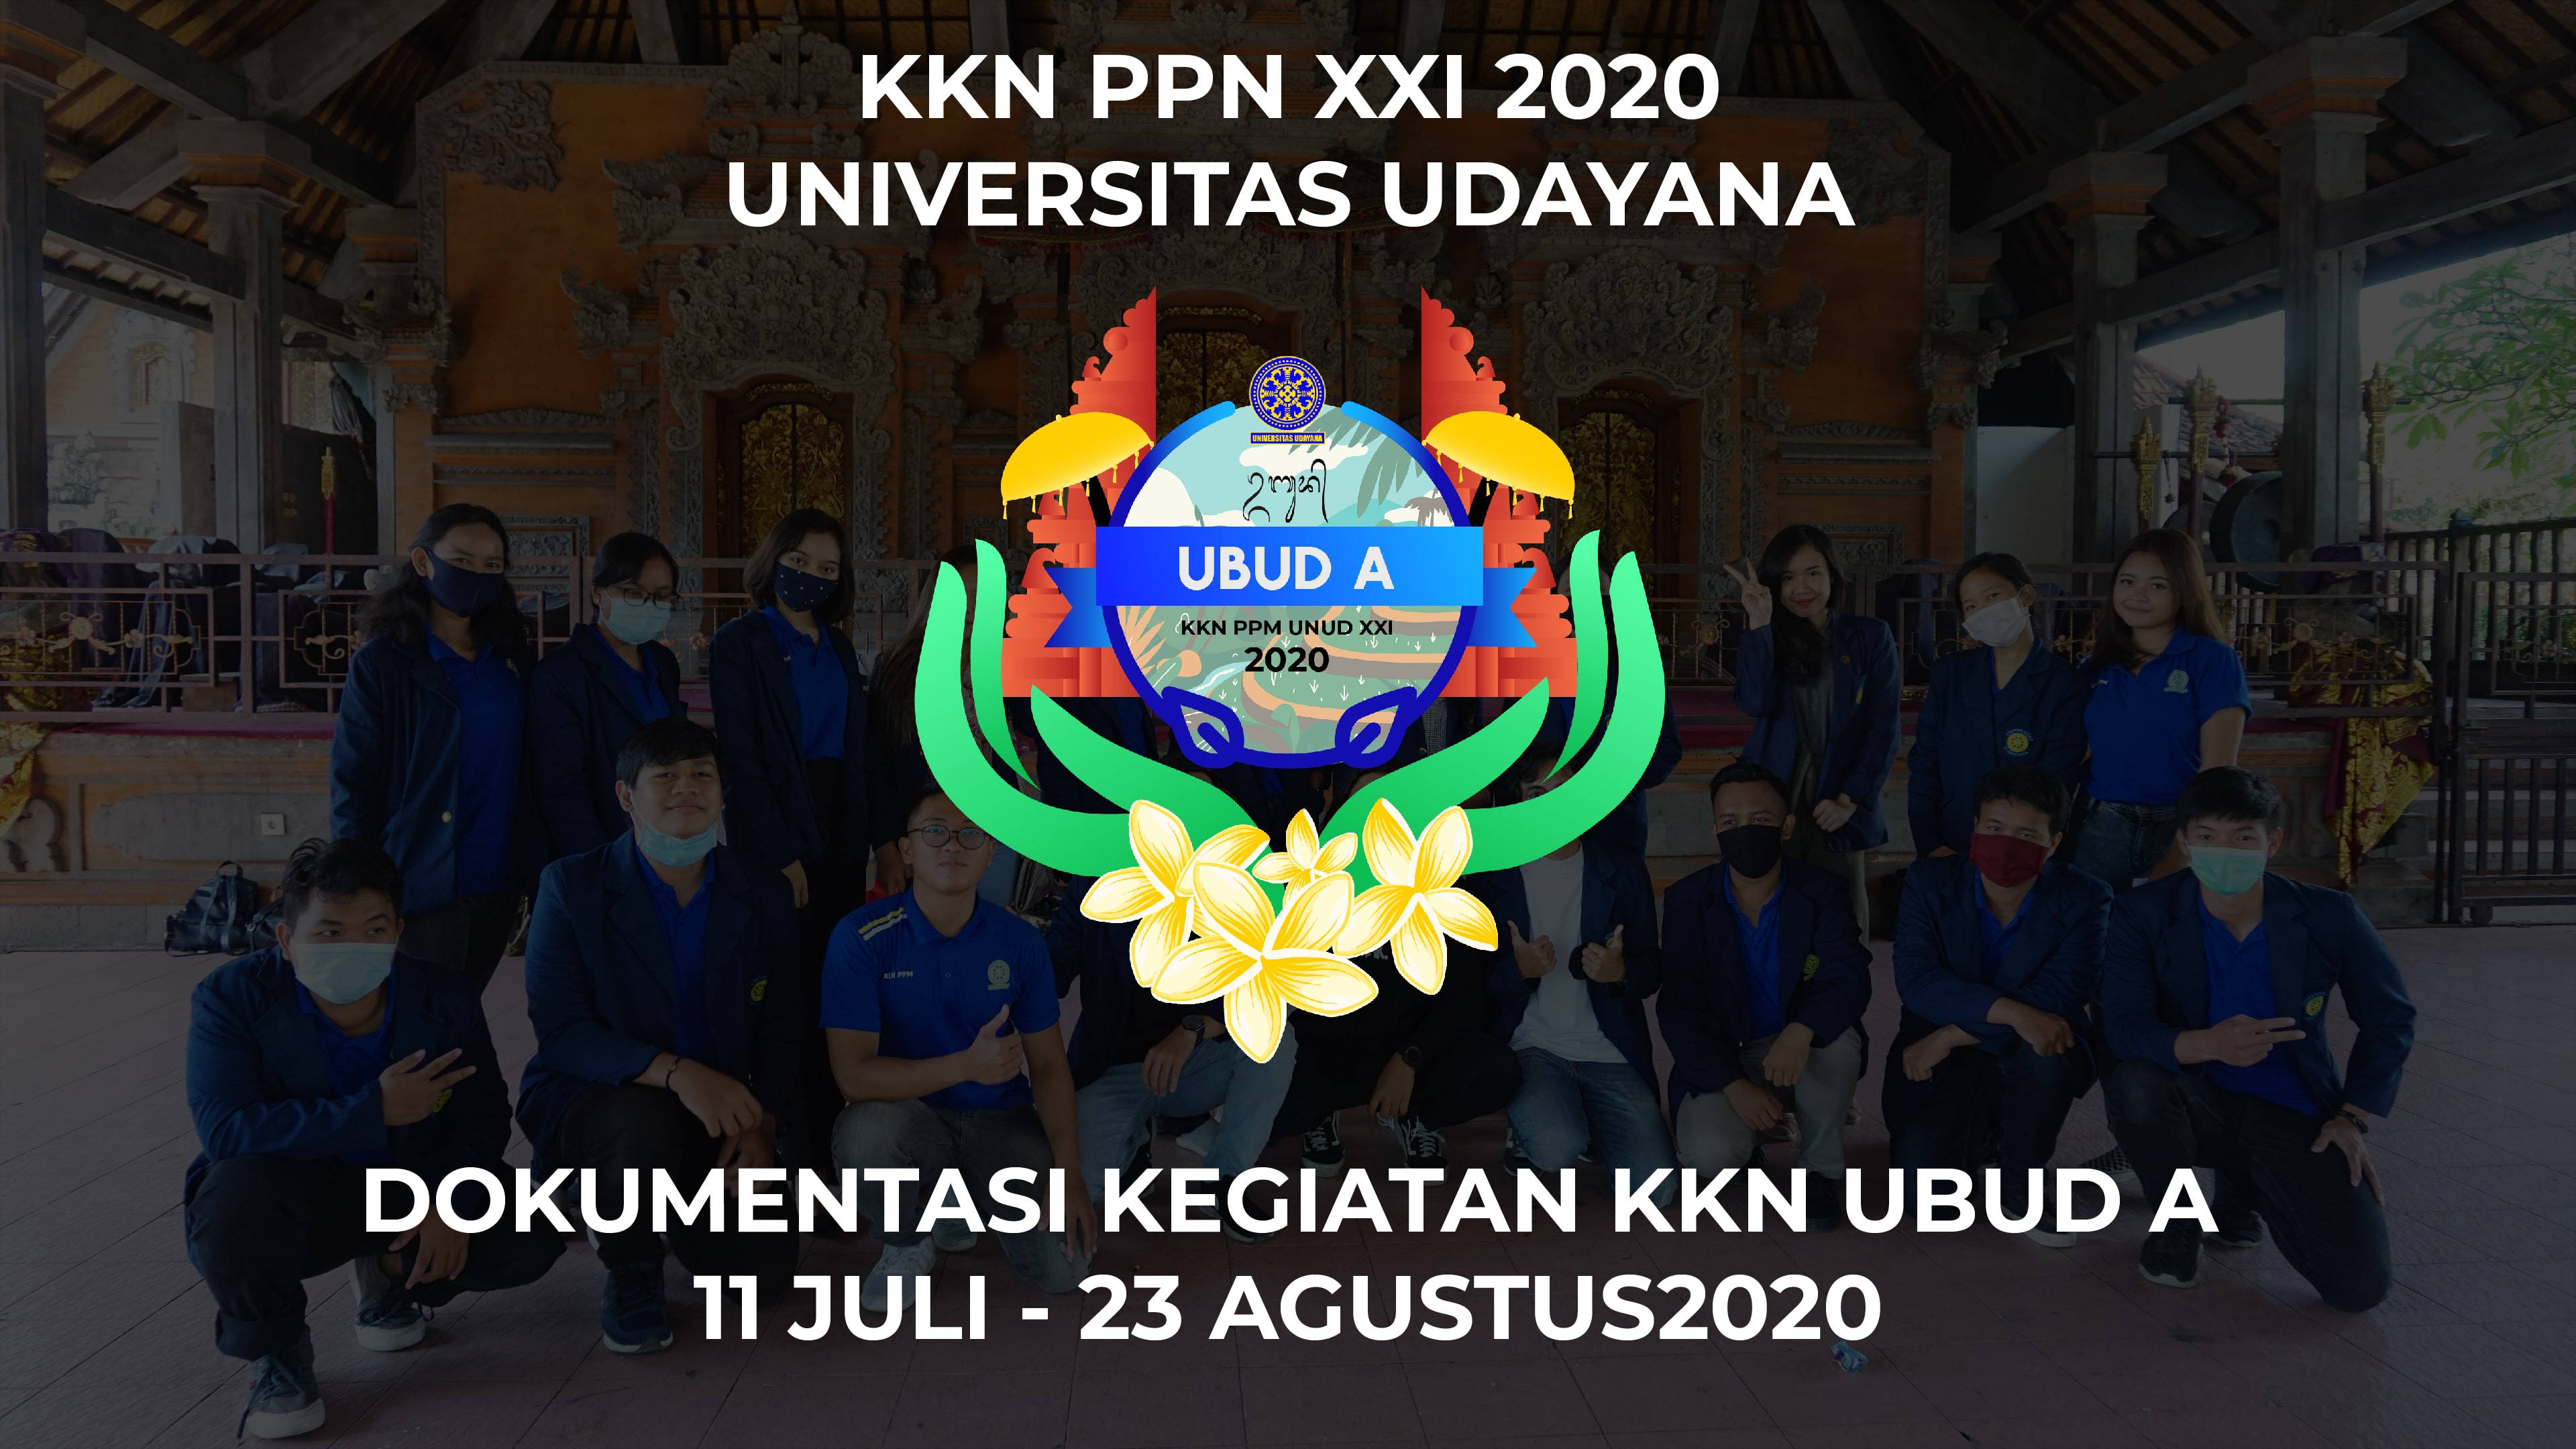 KKN PPN XXI 2020
UNIVERSITAS UDAYANA
UNIVERSITAS UDAYANA
UBUD A
KKN PPM UNUD XXI
2020
KKN PPM
DOKUMENTASI KEGIATAN KKN UBUD A
11 JULI - 23 AGUSTUS2020